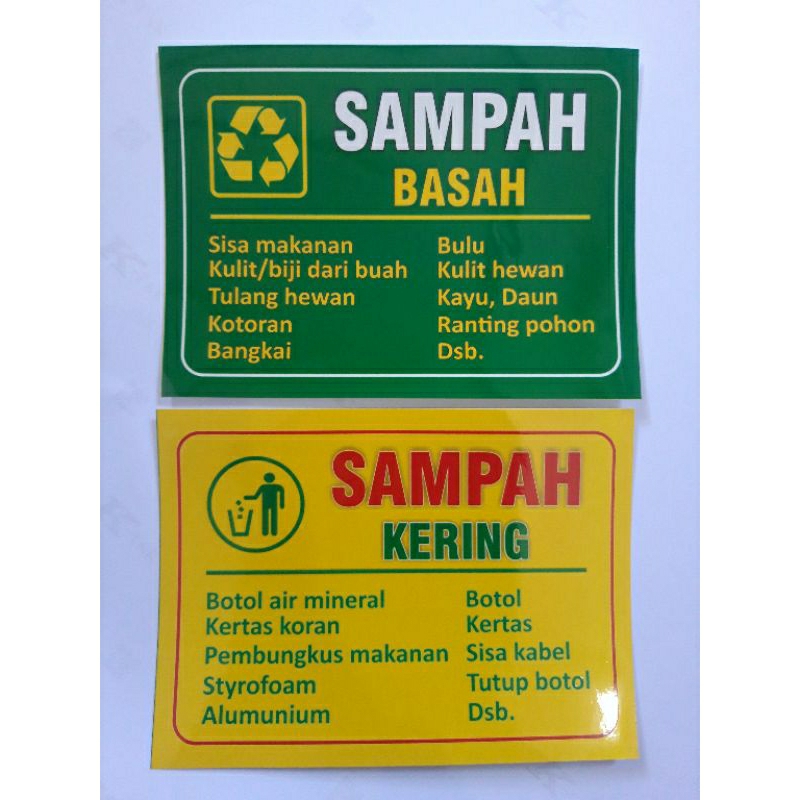 SAMPAH
BASAH
Sisa makanan
Kulit/biji dari buah
Tulang hewan
Kotoran
Bangkai
Bulu
Kulit hewan
Kayu, Daun
Ranting pohon
Dsb.
SAMPAH
KERING
Botol air mineral
Kertas koran
Pembungkus makanan
Styrofoam
Alumunium
Botol
Kertas
Sisa kabel
Tutup botol
Dsb.